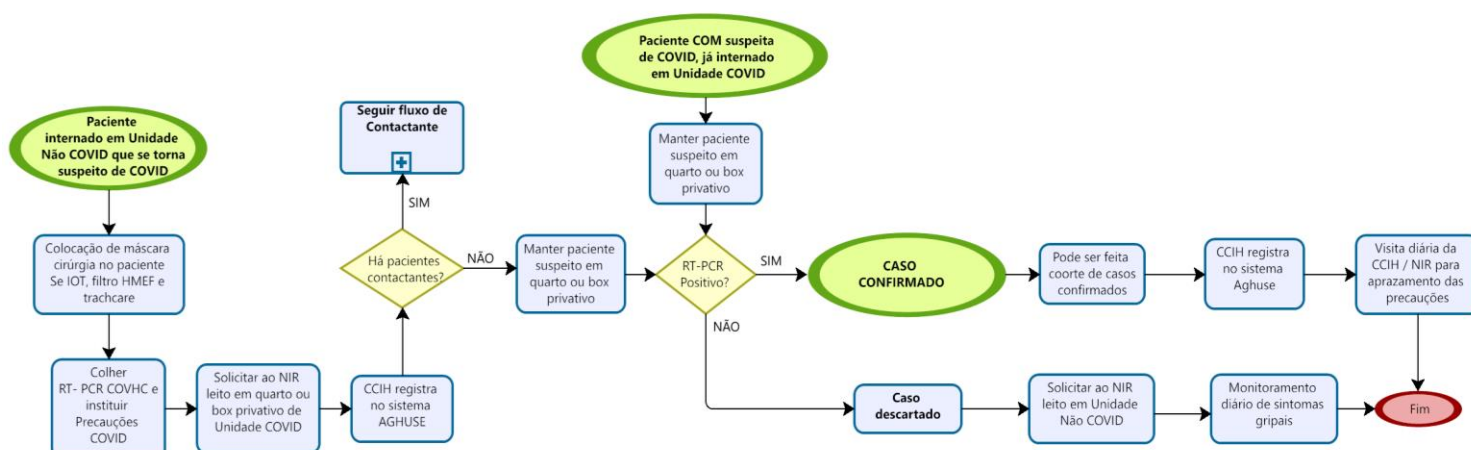 Paciente
internado em Unidade
Não COVID que se torna
suspeito de COVID
Colocação de máscara
cirúrgia no paciente
Se IOT, filtro HMEF e
trachcare
Colher
RT- PCR COVHC e
instituir
Precauções
COVID
Solicitar ao NIR
leito em quarto ou
box privativo de
Unidade COVID
CCIH registra
no sistema
AGHUSE
Há pacientes
contactantes?
SIM
Seguir fluxo de
Contactante
NÃO
Manter paciente
suspeito em
quarto ou box
privativo
Paciente COM suspeita
de COVID, já internado
em Unidade COVID
Manter paciente
suspeito em
quarto ou box
privativo
RT-PCR
Positivo?
SIM
CASO
CONFIRMADO
Pode ser feita
coorte de casos
confirmados
CCIH registra
no sistema
Aghuse
Visita diária da
CCIH / NIR para
aprazamento das
precauções
NÃO
Caso
descartado
Solicitar ao NIR
leito em Unidade
Não COVID
Monitoramento
diário de sintomas
gripais
Fim